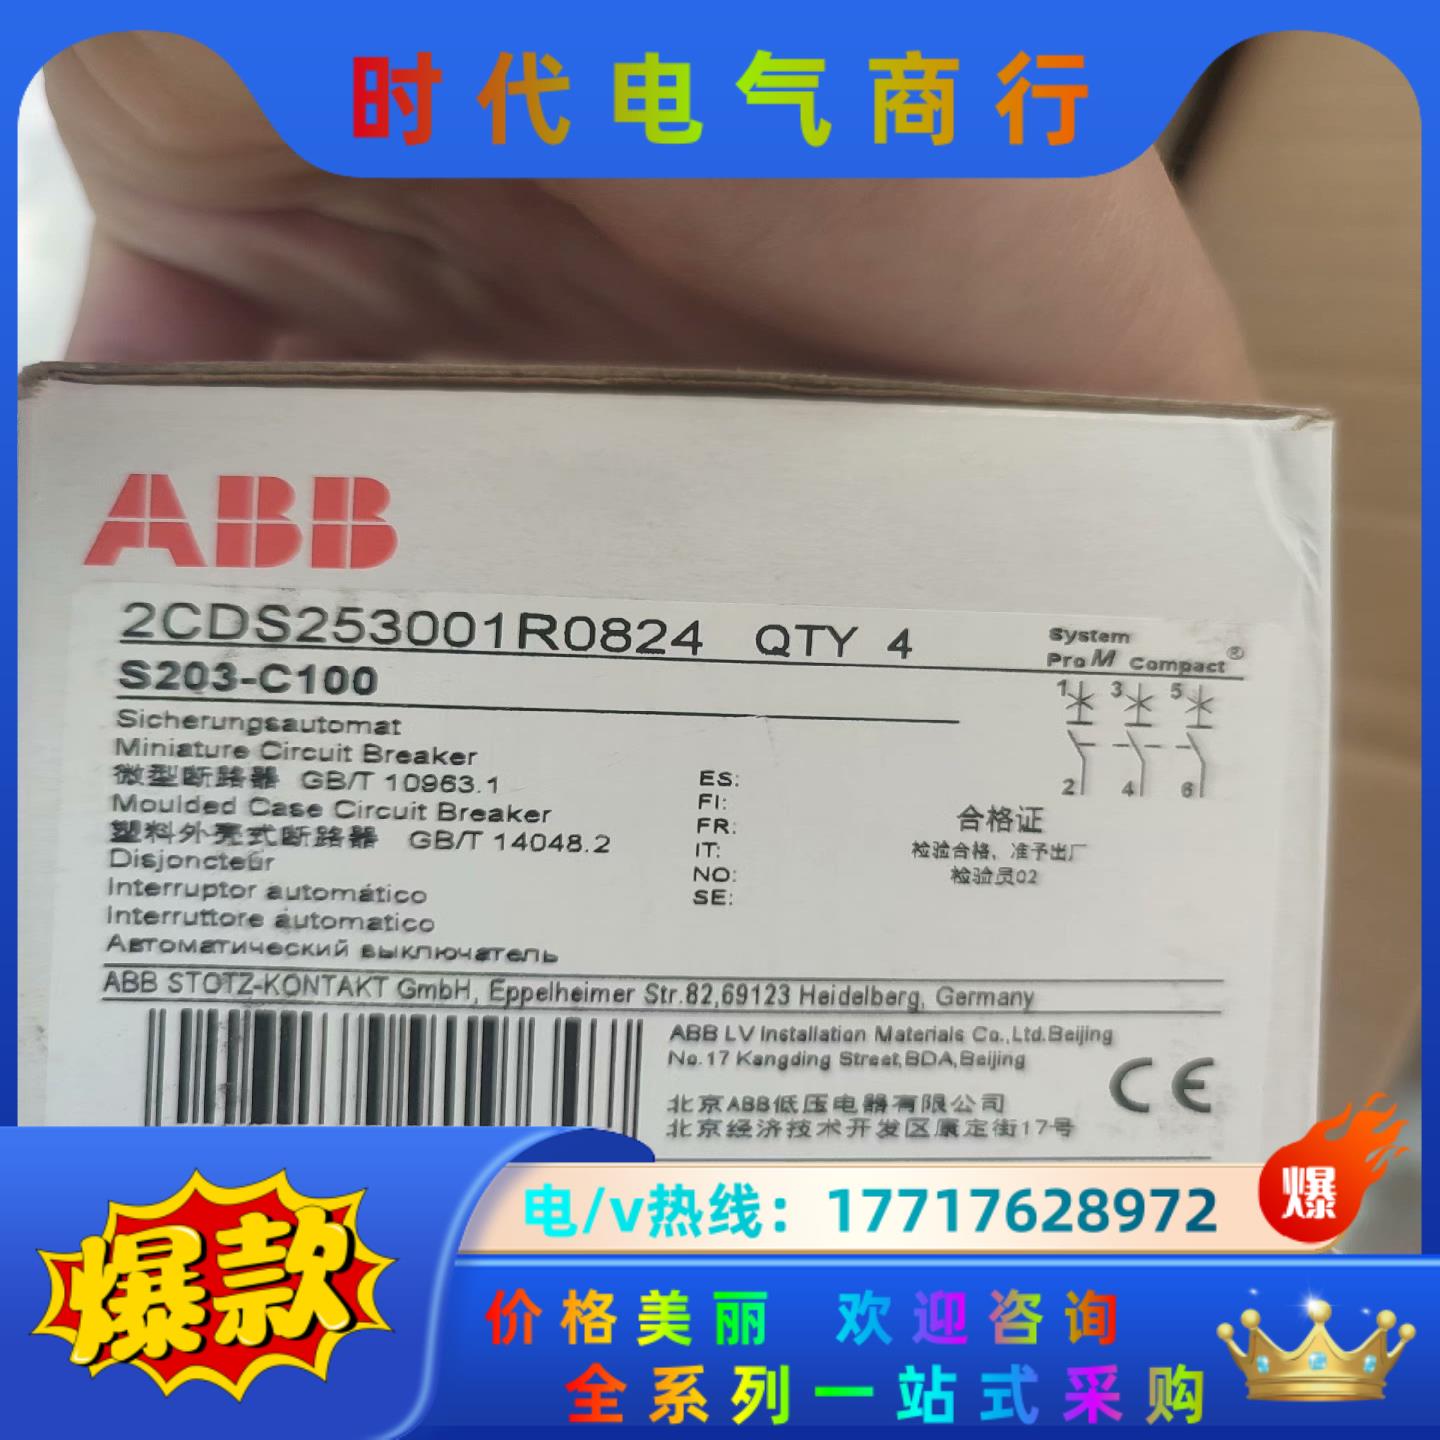 时代电气商行
ABB
2CDS253001R0824 QTY 4
S203-C100
System
Pro M Compact®
1 3 5
2 4 6
Sicherungsautomat
Miniature Circuit Breaker
微型断路器 GB/T 10963.1
Moulded Case Circuit Breaker
塑料外壳式断路器 GB/T 14048.2
Disjoncteur
Interruptor automático
Interruttore automatico
Автоматический выключатель
ES:
FI:
FR:
IT:
NO:
SE:
合格证
检验合格，准予出厂
检验员02
ABB STOTZ-KONTAKT GmbH, Eppelheimer Str.82,69123 Heidelberg, Germany
ABB LV Installation Materials Co.,Ltd.Beijing
No.17 Kangding Street,BDA,Beijing
北京ABB低压电器有限公司
北京经济技术开发区康定街17号
CE
电/v热线：17717628972
爆
爆款
价格美丽 欢迎咨询
全系列一站式采购